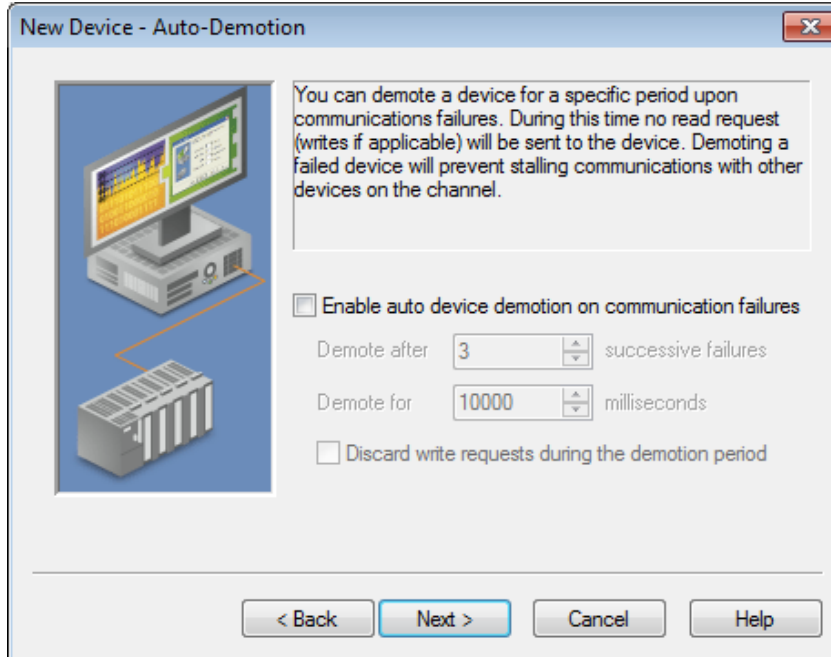 New Device - Auto-Demotion
You can demote a device for a specific period upon
communications failures. During this time no read request
(writes if applicable) will be sent to the device. Demoting a
failed device will prevent stalling communications with other
devices on the channel.
Enable auto device demotion on communication failures
Demote after 3 successive failures
Demote for 10000 milliseconds
Discard write requests during the demotion period
< Back Next > Cancel Help